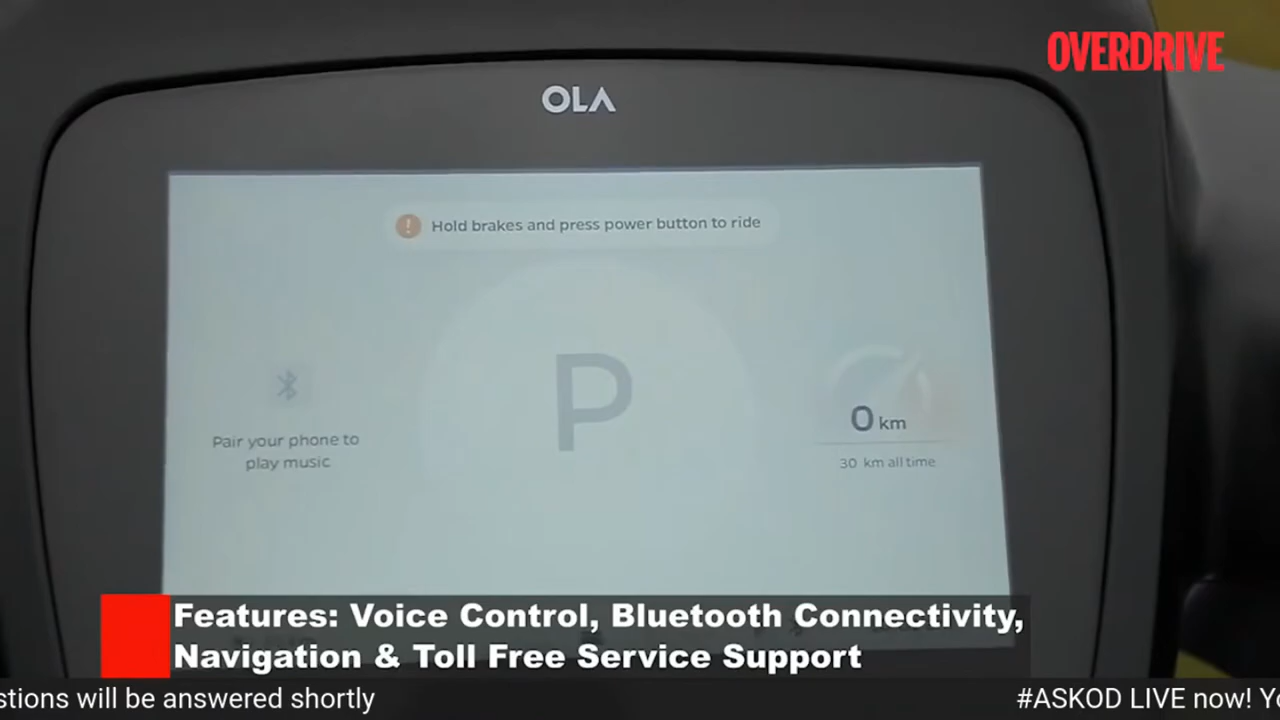 OVERDRIVE
OLA
Hold brakes and press power button to ride
P
Pair your phone to
play music
0 km
30 km all time
Features: Voice Control, Bluetooth Connectivity,
Navigation & Toll Free Service Support
stions will be answered shortly
#ASKOD LIVE now! Yo